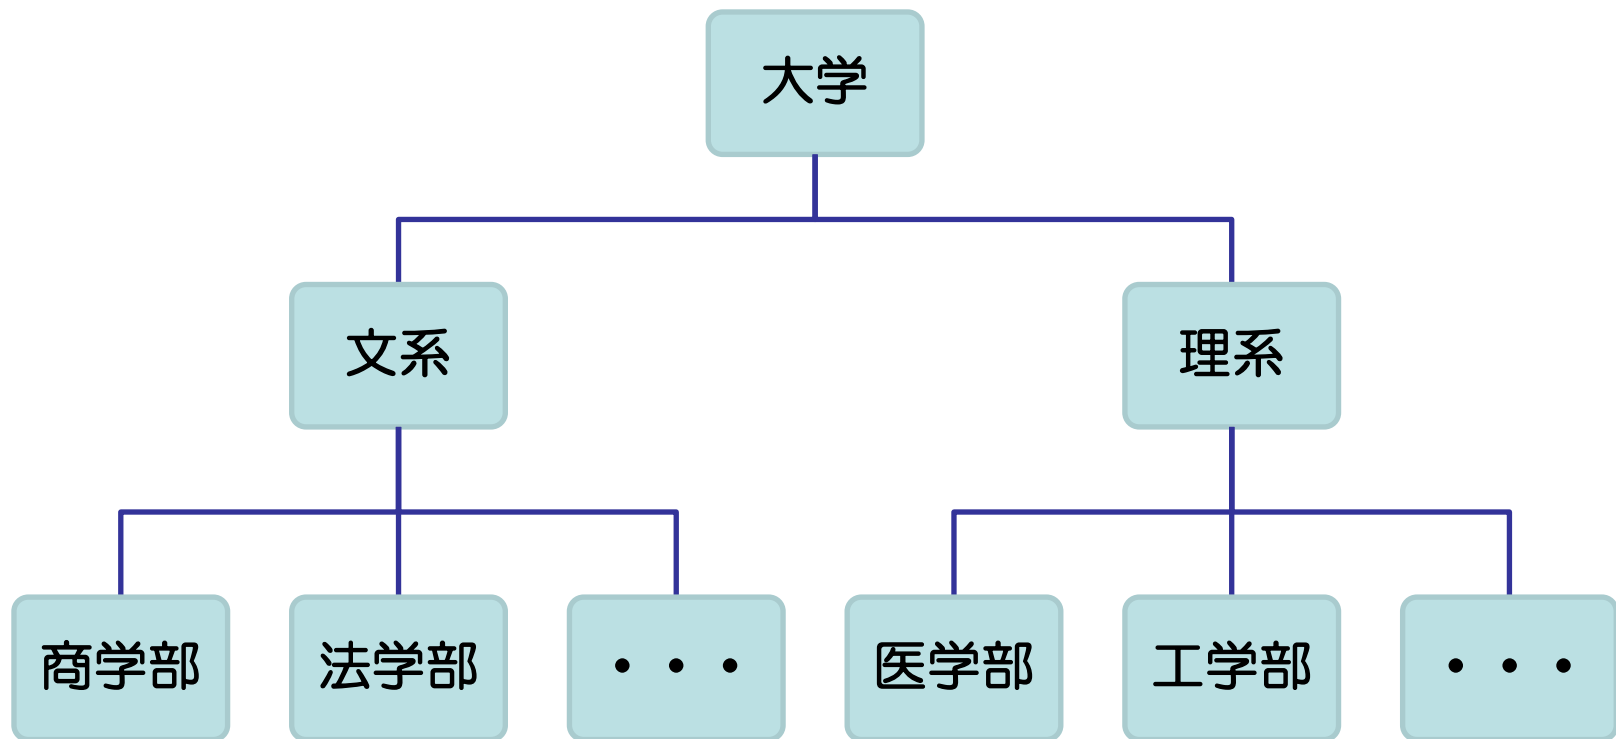 大学
文系
理系
商学部
法学部
・・・
医学部
工学部
・・・